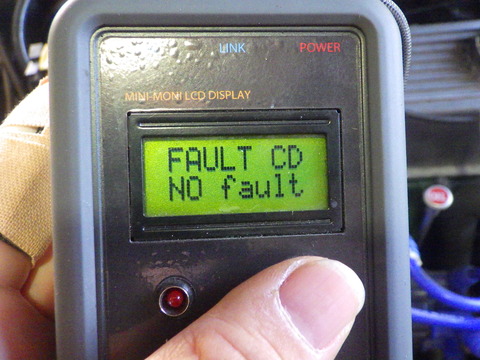 LINK POWER
MINI-MONI LCD DISPLAY
FAULT CD
NO fault